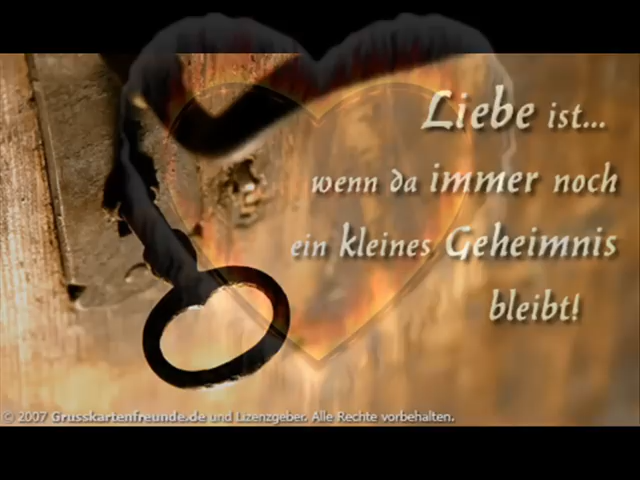 Liebe ist...
wenn da immer noch
ein kleines Geheimnis
bleibt!
© 2007 Grusskartenfreunde.de und Lizenzgeber. Alle Rechte vorbehalten.